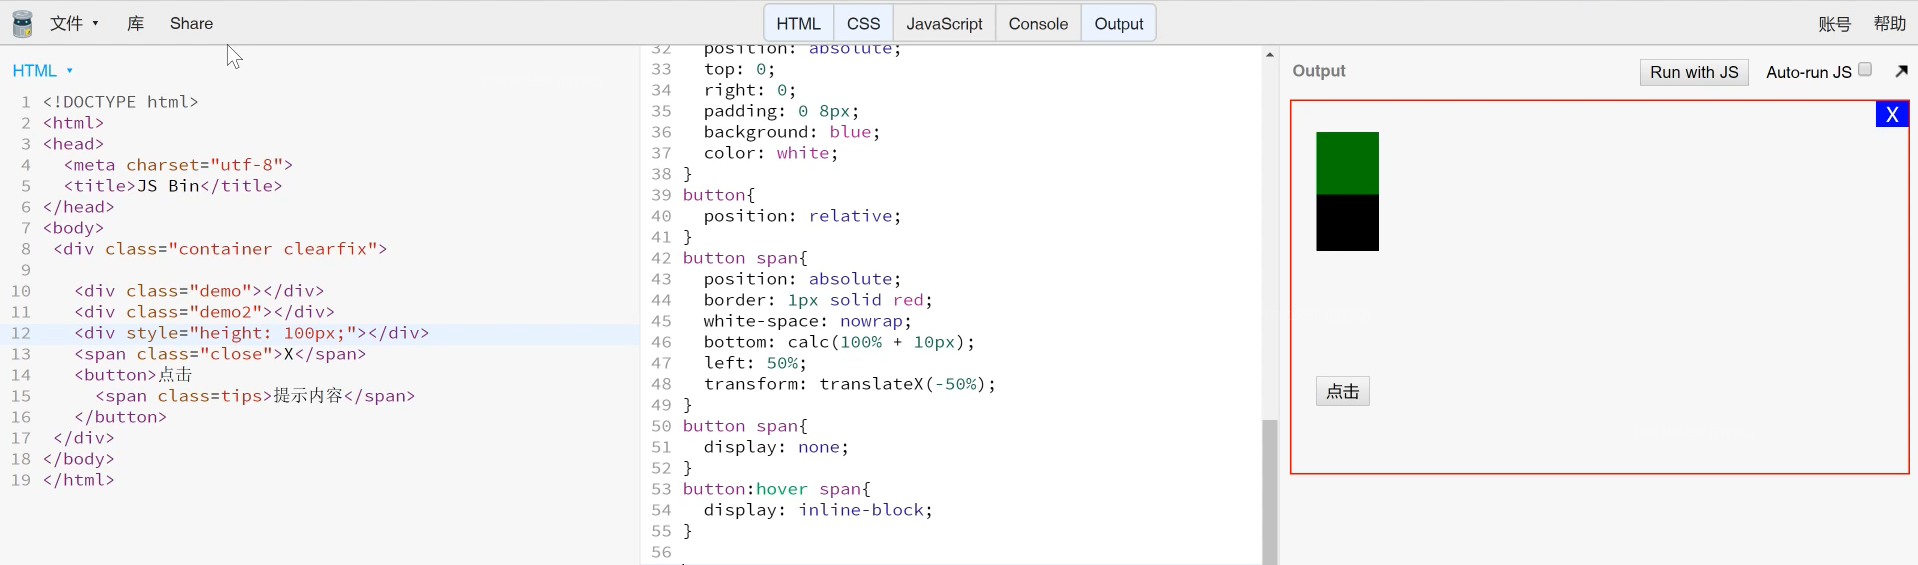 文件 ▾ 库 Share HTML CSS JavaScript Console Output 账号 帮助
HTML ▾
1 <!DOCTYPE html>
2 <html>
3 <head>
4   <meta charset="utf-8">
5   <title>JS Bin</title>
6 </head>
7 <body>
8  <div class="container clearfix">
9
10    <div class="demo"></div>
11    <div class="demo2"></div>
12    <div style="height: 100px;"></div>
13    <span class="close">X</span>
14    <button>点击
15      <span class=tips>提示内容</span>
16    </button>
17  </div>
18 </body>
19 </html>
32   position: absolute;
33   top: 0;
34   right: 0;
35   padding: 0 8px;
36   background: blue;
37   color: white;
38 }
39 button{
40   position: relative;
41 }
42 button span{
43   position: absolute;
44   border: 1px solid red;
45   white-space: nowrap;
46   bottom: calc(100% + 10px);
47   left: 50%;
48   transform: translateX(-50%);
49 }
50 button span{
51   display: none;
52 }
53 button:hover span{
54   display: inline-block;
55 }
56
Output Run with JS Auto-run JS
X
点击